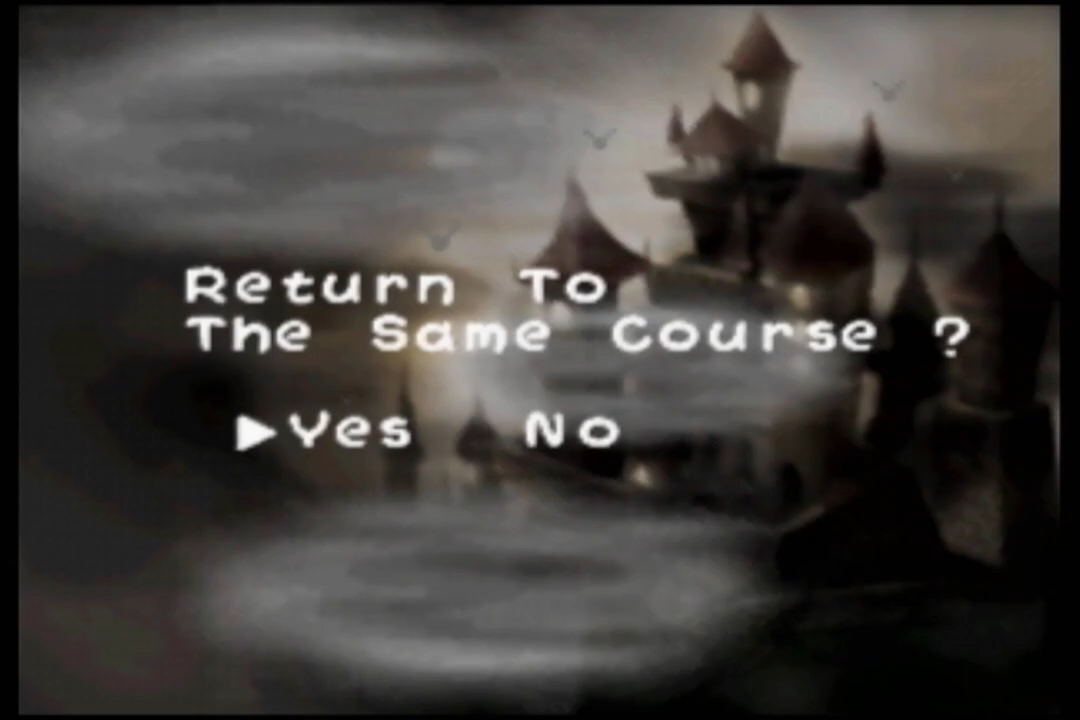 Return To
The Same Course ?
▶Yes No